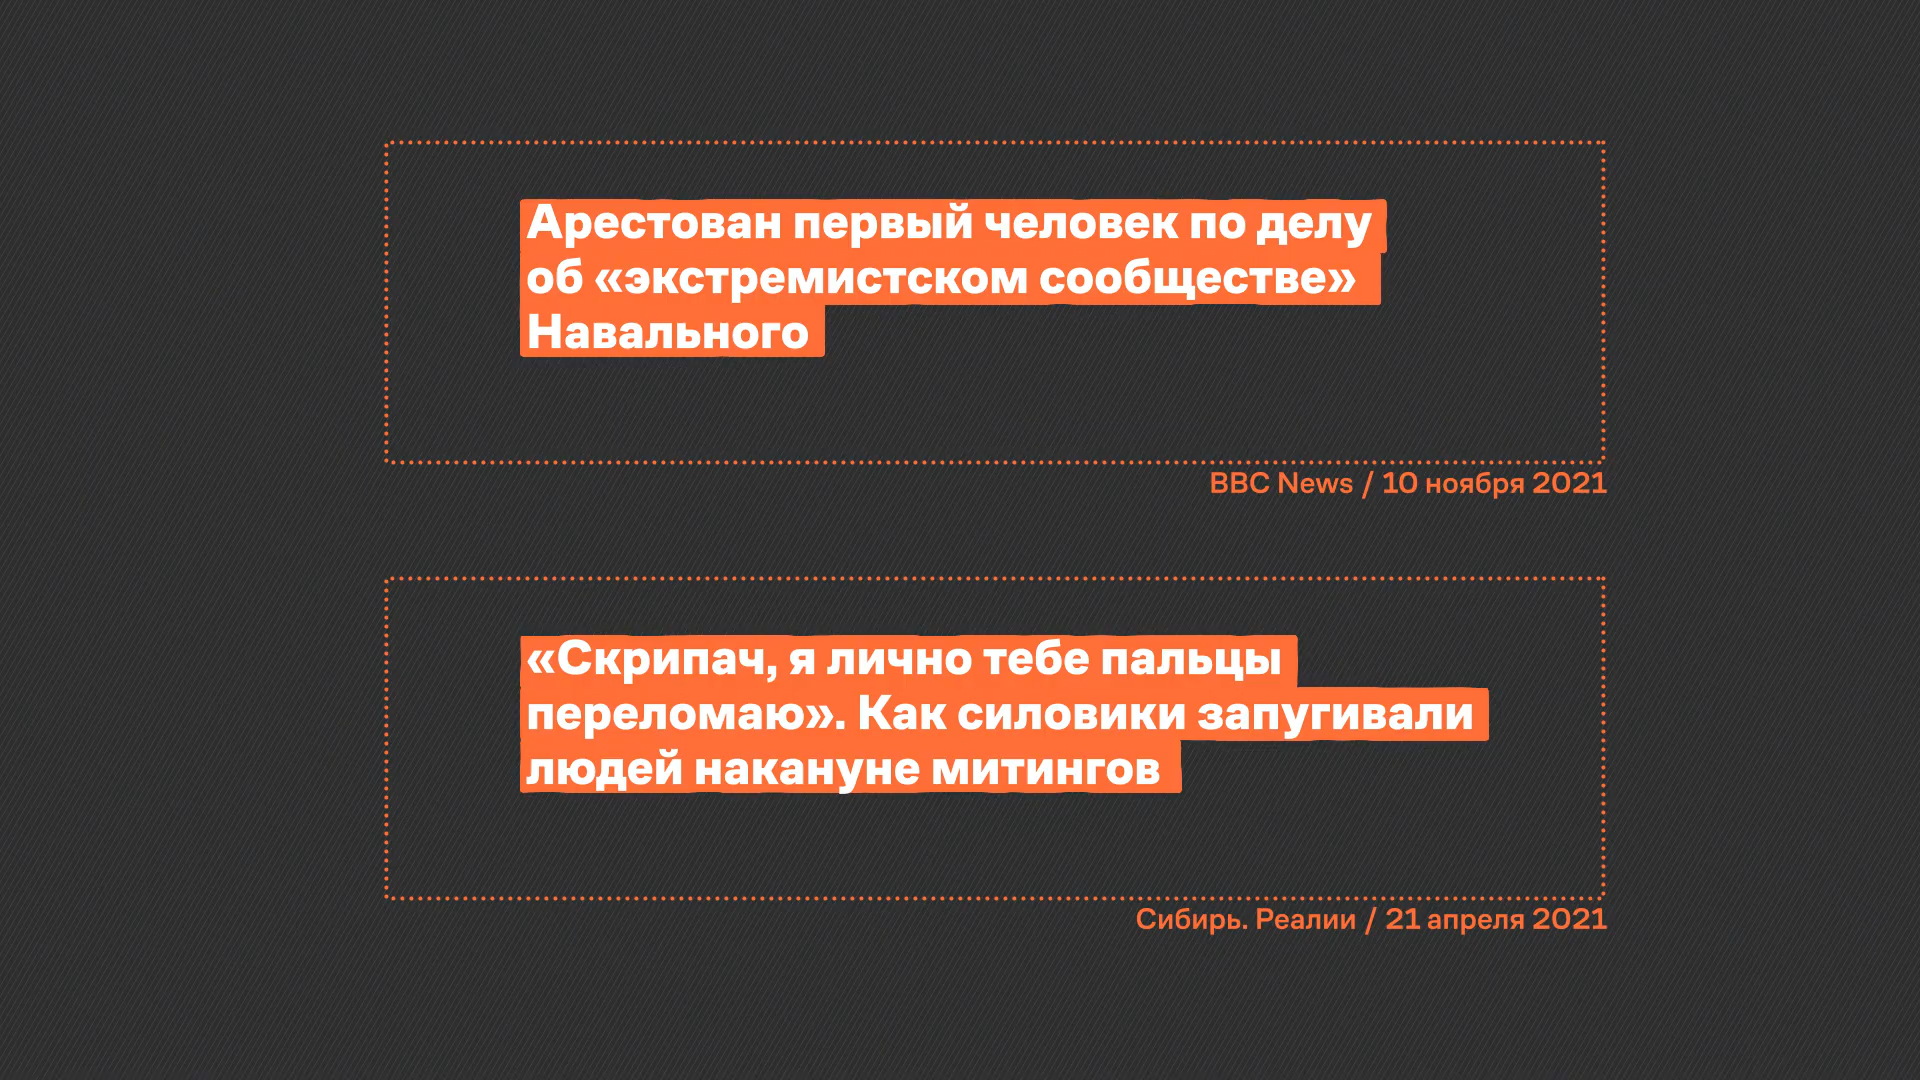 Арестован первый человек по делу
об «экстремистском сообществе»
Навального
BBC News / 10 ноября 2021
«Скрипач, я лично тебе пальцы
переломаю». Как силовики запугивали
людей накануне митингов
Сибирь. Реалии / 21 апреля 2021